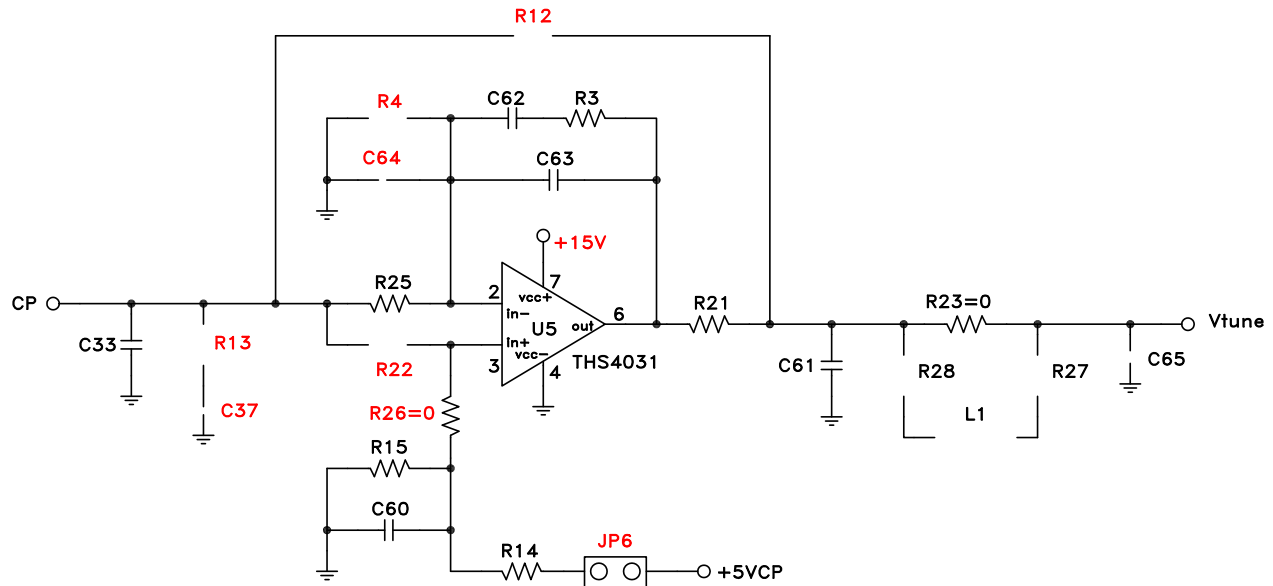 R12
R4
C62
R3
C64
C63
+15V
7
vcc+
CP
R25
2
in-
U5
out
6
R21
R23=0
Vtune
C33
R13
in+
vcc-
3
4
THS4031
R22
C61
R28
R27
C65
C37
R26=0
L1
R15
C60
R14
JP6
+5VCP